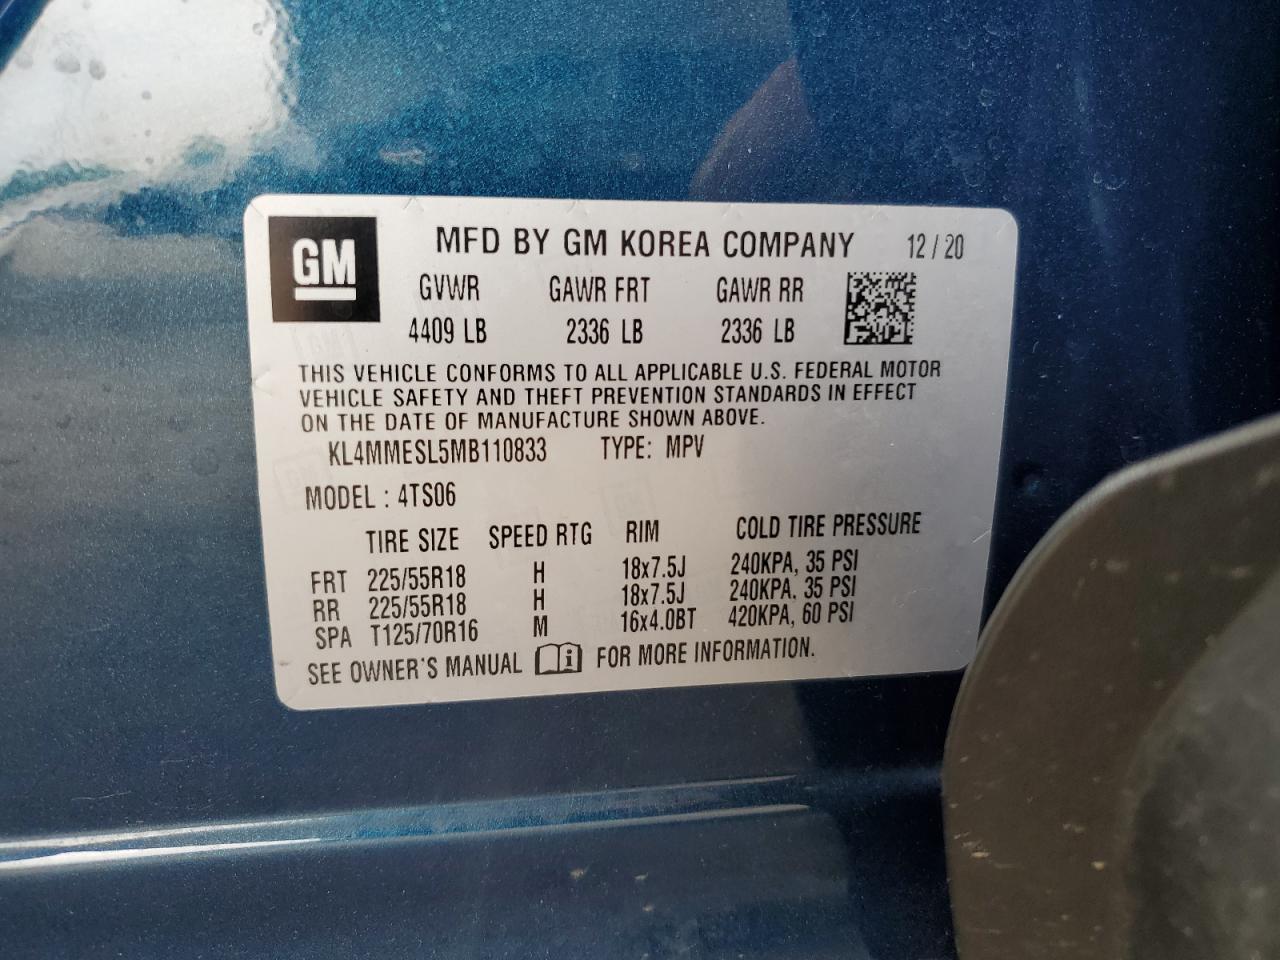 GM MFD BY GM KOREA COMPANY 12/20
GVWR GAWR FRT GAWR RR
4409 LB 2336 LB 2336 LB
THIS VEHICLE CONFORMS TO ALL APPLICABLE U.S. FEDERAL MOTOR
VEHICLE SAFETY AND THEFT PREVENTION STANDARDS IN EFFECT
ON THE DATE OF MANUFACTURE SHOWN ABOVE.
KL4MMESL5MB110833 TYPE: MPV
MODEL : 4TS06
TIRE SIZE SPEED RTG RIM COLD TIRE PRESSURE
FRT 225/55R18 H 18x7.5J 240KPA, 35 PSI
RR 225/55R18 H 18x7.5J 240KPA. 35 PSI
SPA T125/70R16 M 16x4.0BT 420KPA, 60 PSI
SEE OWNER'S MANUAL i FOR MORE INFORMATION.